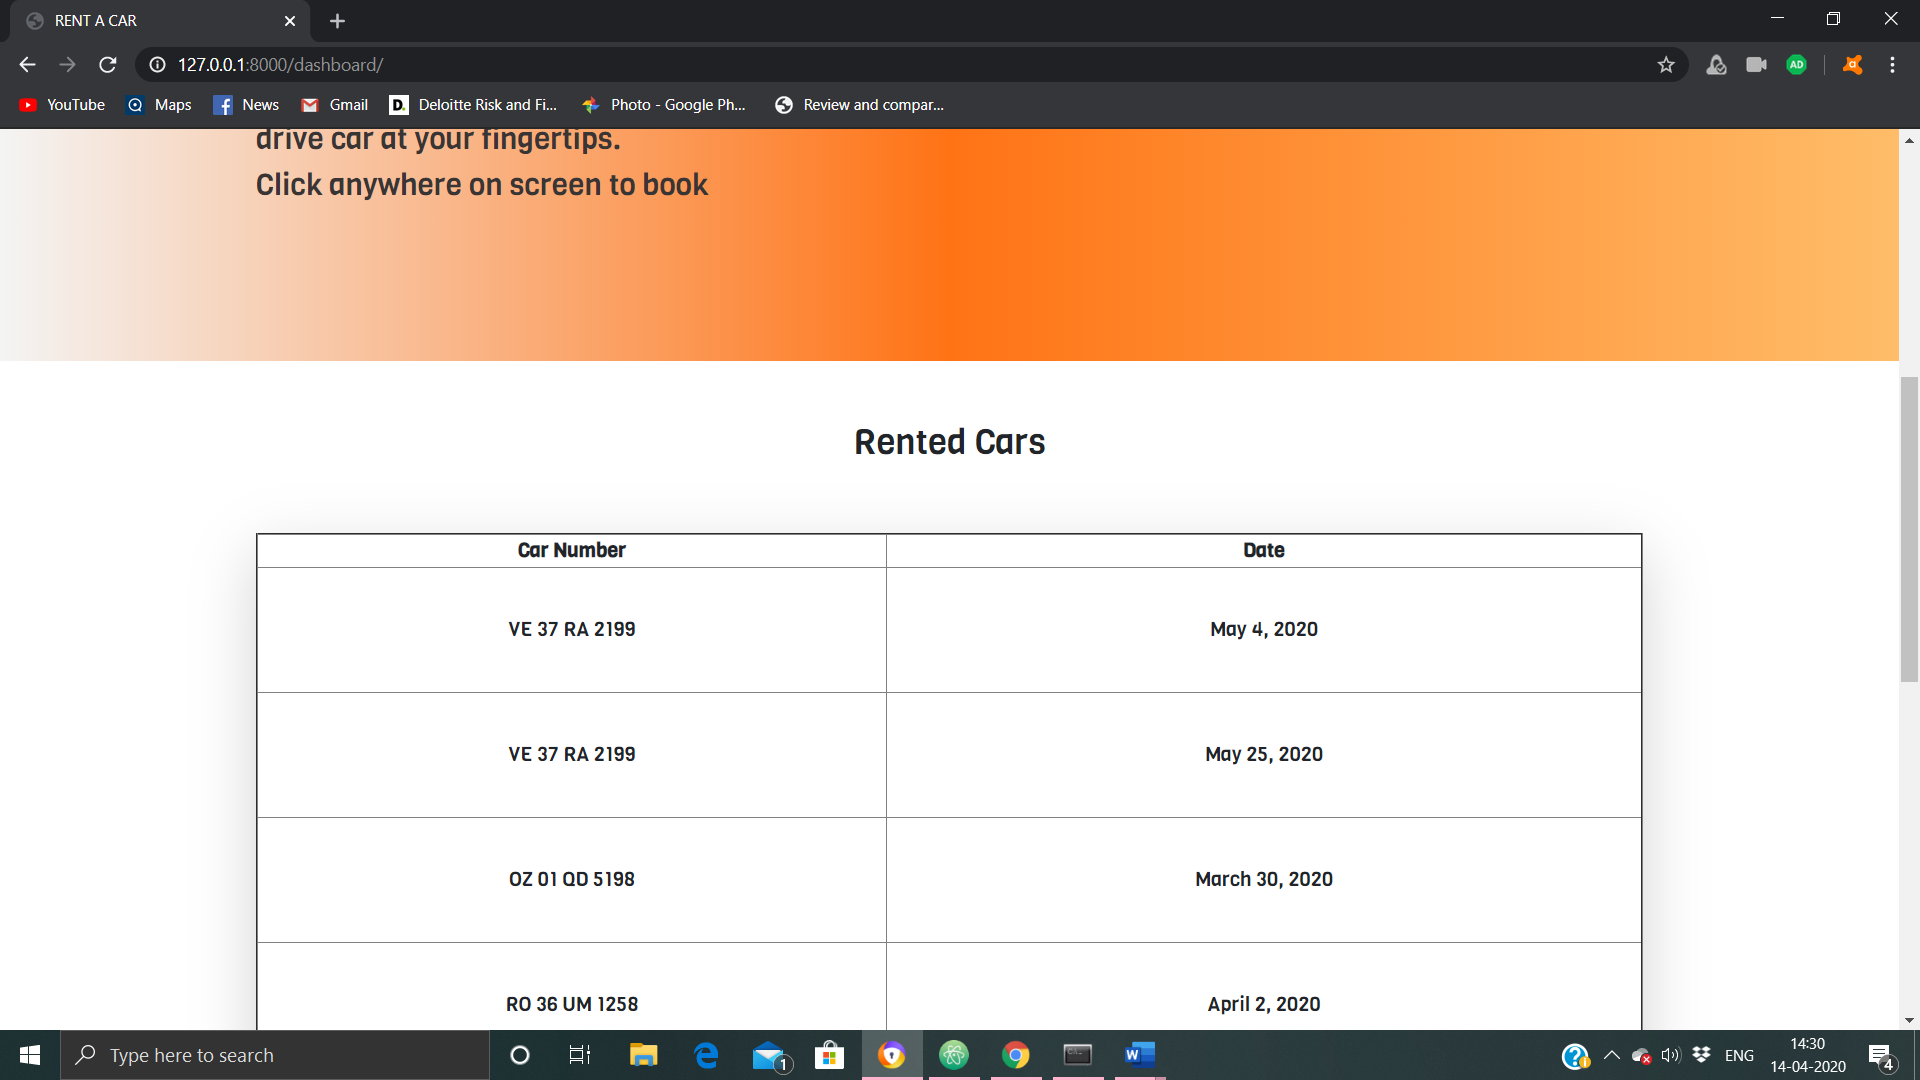 RENT A CAR
127.0.0.1:8000/dashboard/
YouTube Maps News Gmail D. Deloitte Risk and Fi... Photo - Google Ph... Review and compar...
AD
drive car at your fingertips.
Click anywhere on screen to book
Rented Cars
Car Number Date
VE 37 RA 2199 May 4, 2020
VE 37 RA 2199 May 25, 2020
OZ 01 QD 5198 March 30, 2020
RO 36 UM 1258 April 2, 2020
Type here to search
1
W
ENG
14:30
14-04-2020
4